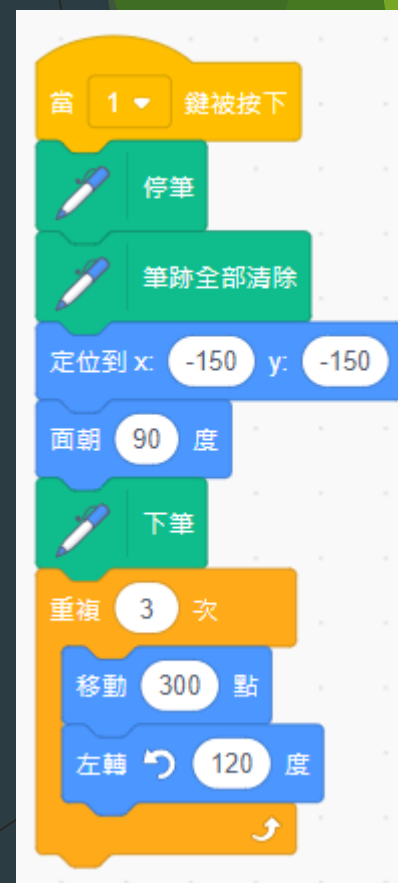 當 1 鍵被按下
停筆
筆跡全部清除
定位到 x: -150 y: -150
面朝 90 度
下筆
重複 3 次
移動 300 點
左轉 120 度